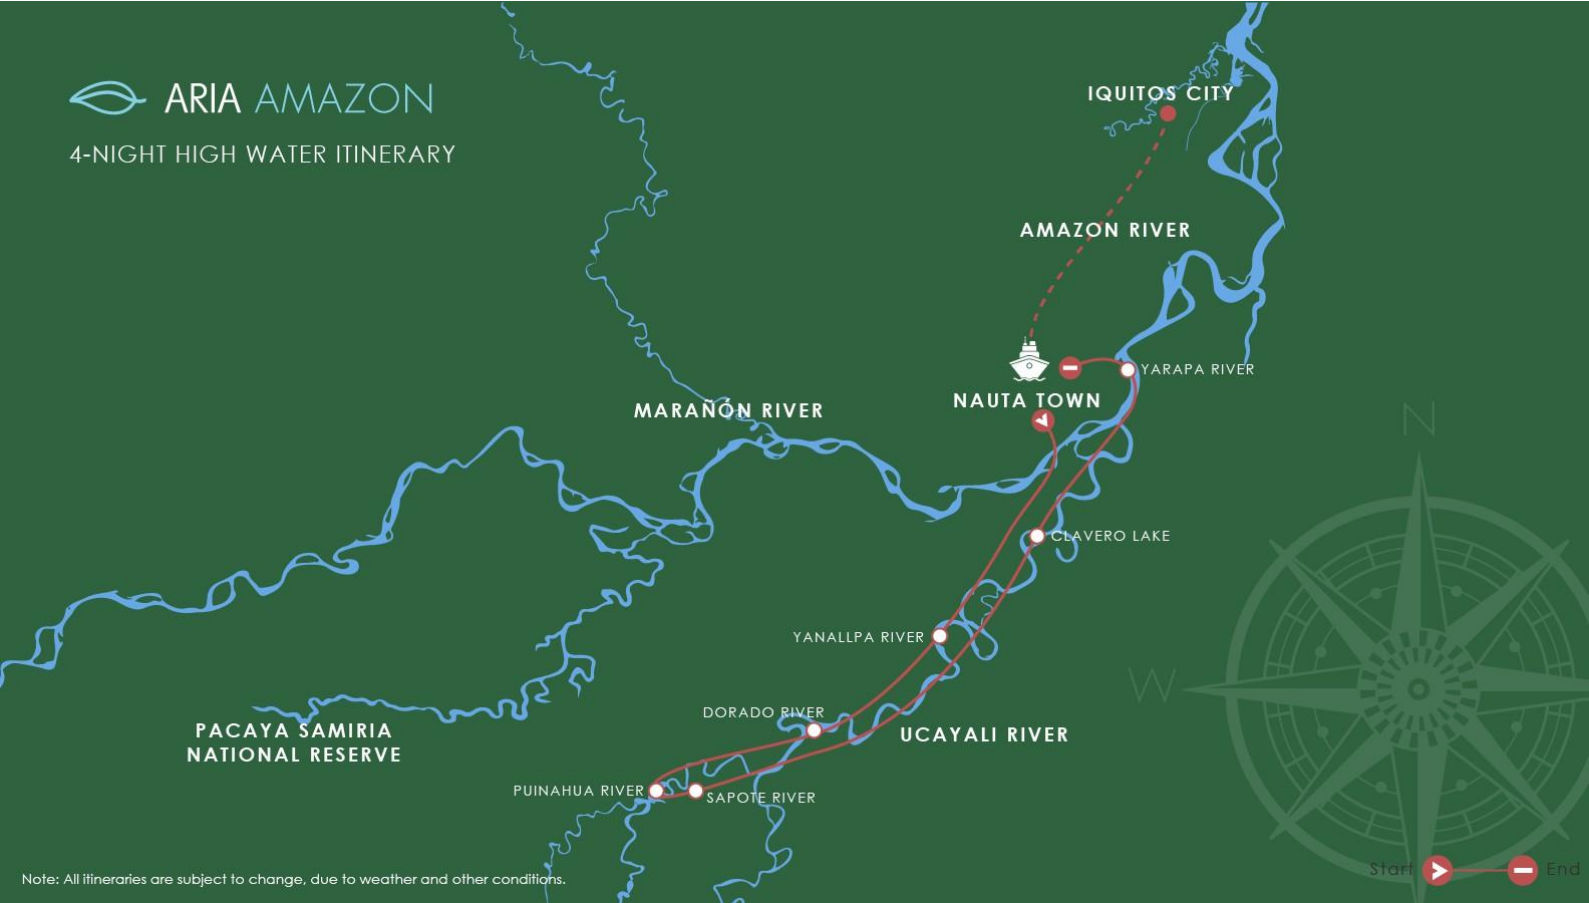 ARIA AMAZON
4-NIGHT HIGH WATER ITINERARY
IQUITOS CITY
AMAZON RIVER
YARAPA RIVER
NAUTA TOWN
MARAÑÓN RIVER
N
CLAVERO LAKE
YANALLPA RIVER
W
DORADO RIVER
UCAYALI RIVER
PACAYA SAMIRIA
NATIONAL RESERVE
PUINAHUA RIVER
SAPOTE RIVER
Note: All itineraries are subject to change, due to weather and other conditions.
Start
End